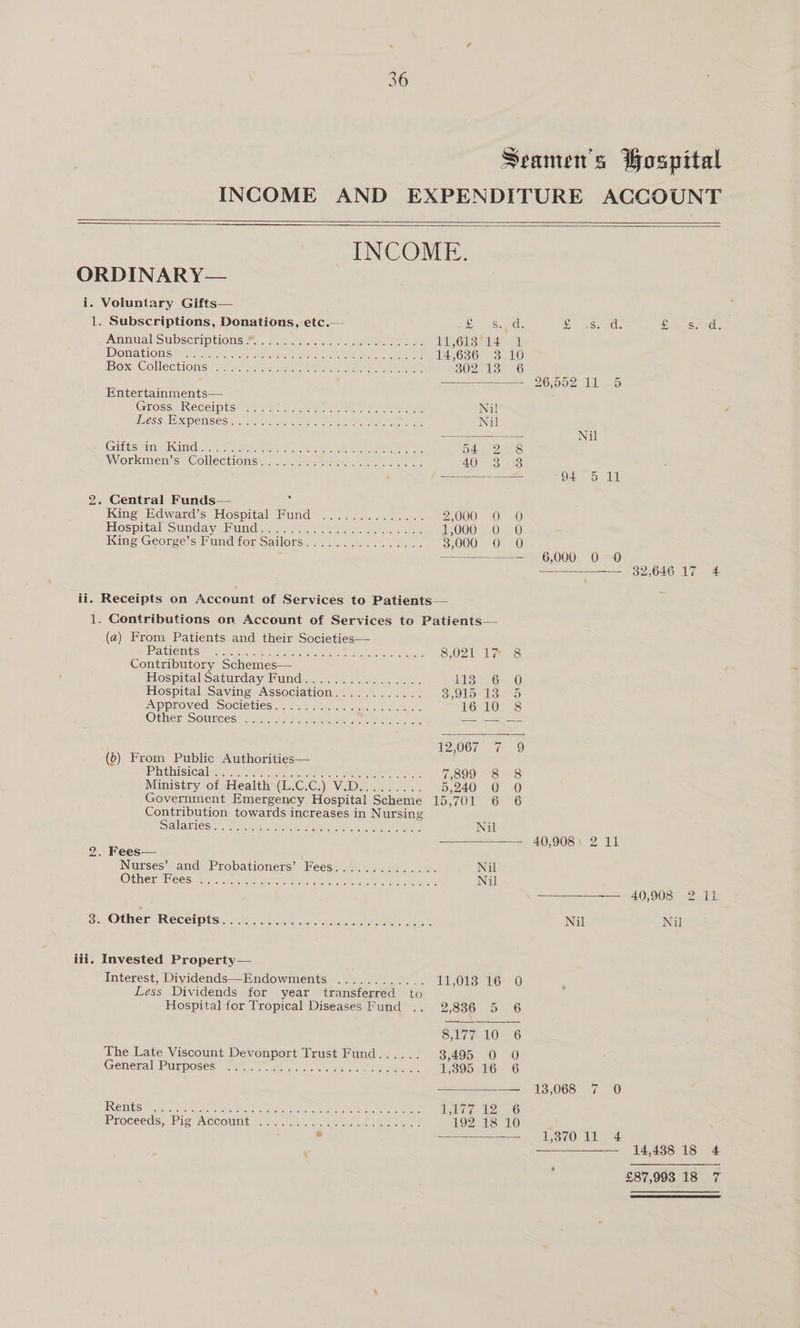 36
Seamen's Hospital
INCOME AND EXPENDITURE ACCOUNT
INCOME.
ORDINARY—
i. Voluntary Gifts—
1. Subscriptions, Donations, etc.— £ s. d. £ s. d. £ s. d.
Annual Subscriptions .................... 11,613 14 1
Donations .................... 14,636 3 10
Box Collections .................... 302 13 6
26,552 11 5
Entertainments—
Gross Receipts .................... Nil
Less Expenses .................... Nil
Nil
Gifts in Kind .................... 54 2 8
Workmen's Collections .................... 40 3 3
94 5 11
2. Central Funds—
King Edward's Hospital Fund .................... 2,000 0 0
Hospital Sunday Fund .................... 1,000 0 0
King George's Fund for Sailors .................... 3,000 0 0
6,000 0 0
32,646 17 4
ii. Receipts on Account of Services to Patients—
1. Contributions on Account of Services to Patients—
(a) From Patients and their Societies—
Patients .................... 8,021 17 8
Contributory Schemes—
Hospital Saturday Fund .................... 113 6 0
Hospital Saving Association .................... 3,915 13 5
Approved Societies .................... 16 10 8
Other Sources .................... — — —
12,067 7 9
(b) From Public Authorities—
Phthisical .................... 7,899 8 8
Ministry of Health (L.C.C.) V.D. .................... 5,240 0 0
Government Emergency Hospital Scheme 15,701 6 6
Contribution towards increases in Nursing
Salaries .................... Nil
40,908 2 11
2. Fees—
Nurses' and Probationers' Fees .................... Nil
Other Fees .................... Nil
40,908 2 11
3. Other Receipts .................... Nil Nil
iii. Invested Property—
Interest, Dividends—Endowments .................... 11,013 16 0
Less Dividends for year transferred to
Hospital for Tropical Diseases Fund .. 2,836 5 6
8,177 10 6
The Late Viscount Devonport Trust Fund...... 3,495 0 0
General Purposes .................... 1,395 16 6
13,068 7 0
Rents .................... 1,177 12 6
Proceeds, Pig Account .................... 192 18 10
1,370 11 4
14,438 18 4
£87,993 18 7